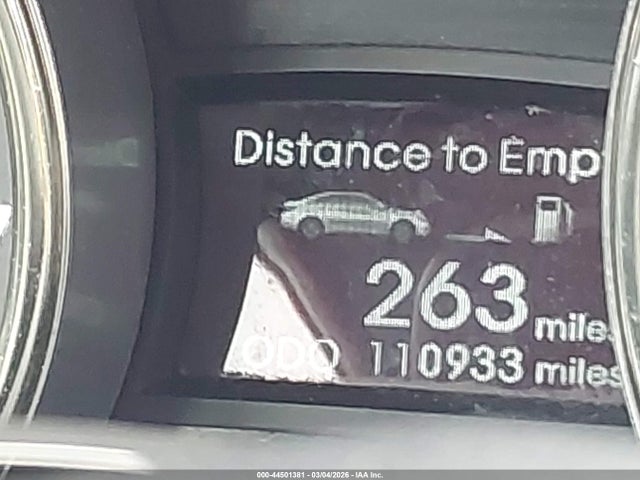 Distance to Emp
263 miles
ODO 110933 miles
000-44501381 - 03/04/2026 - IAA Inc.